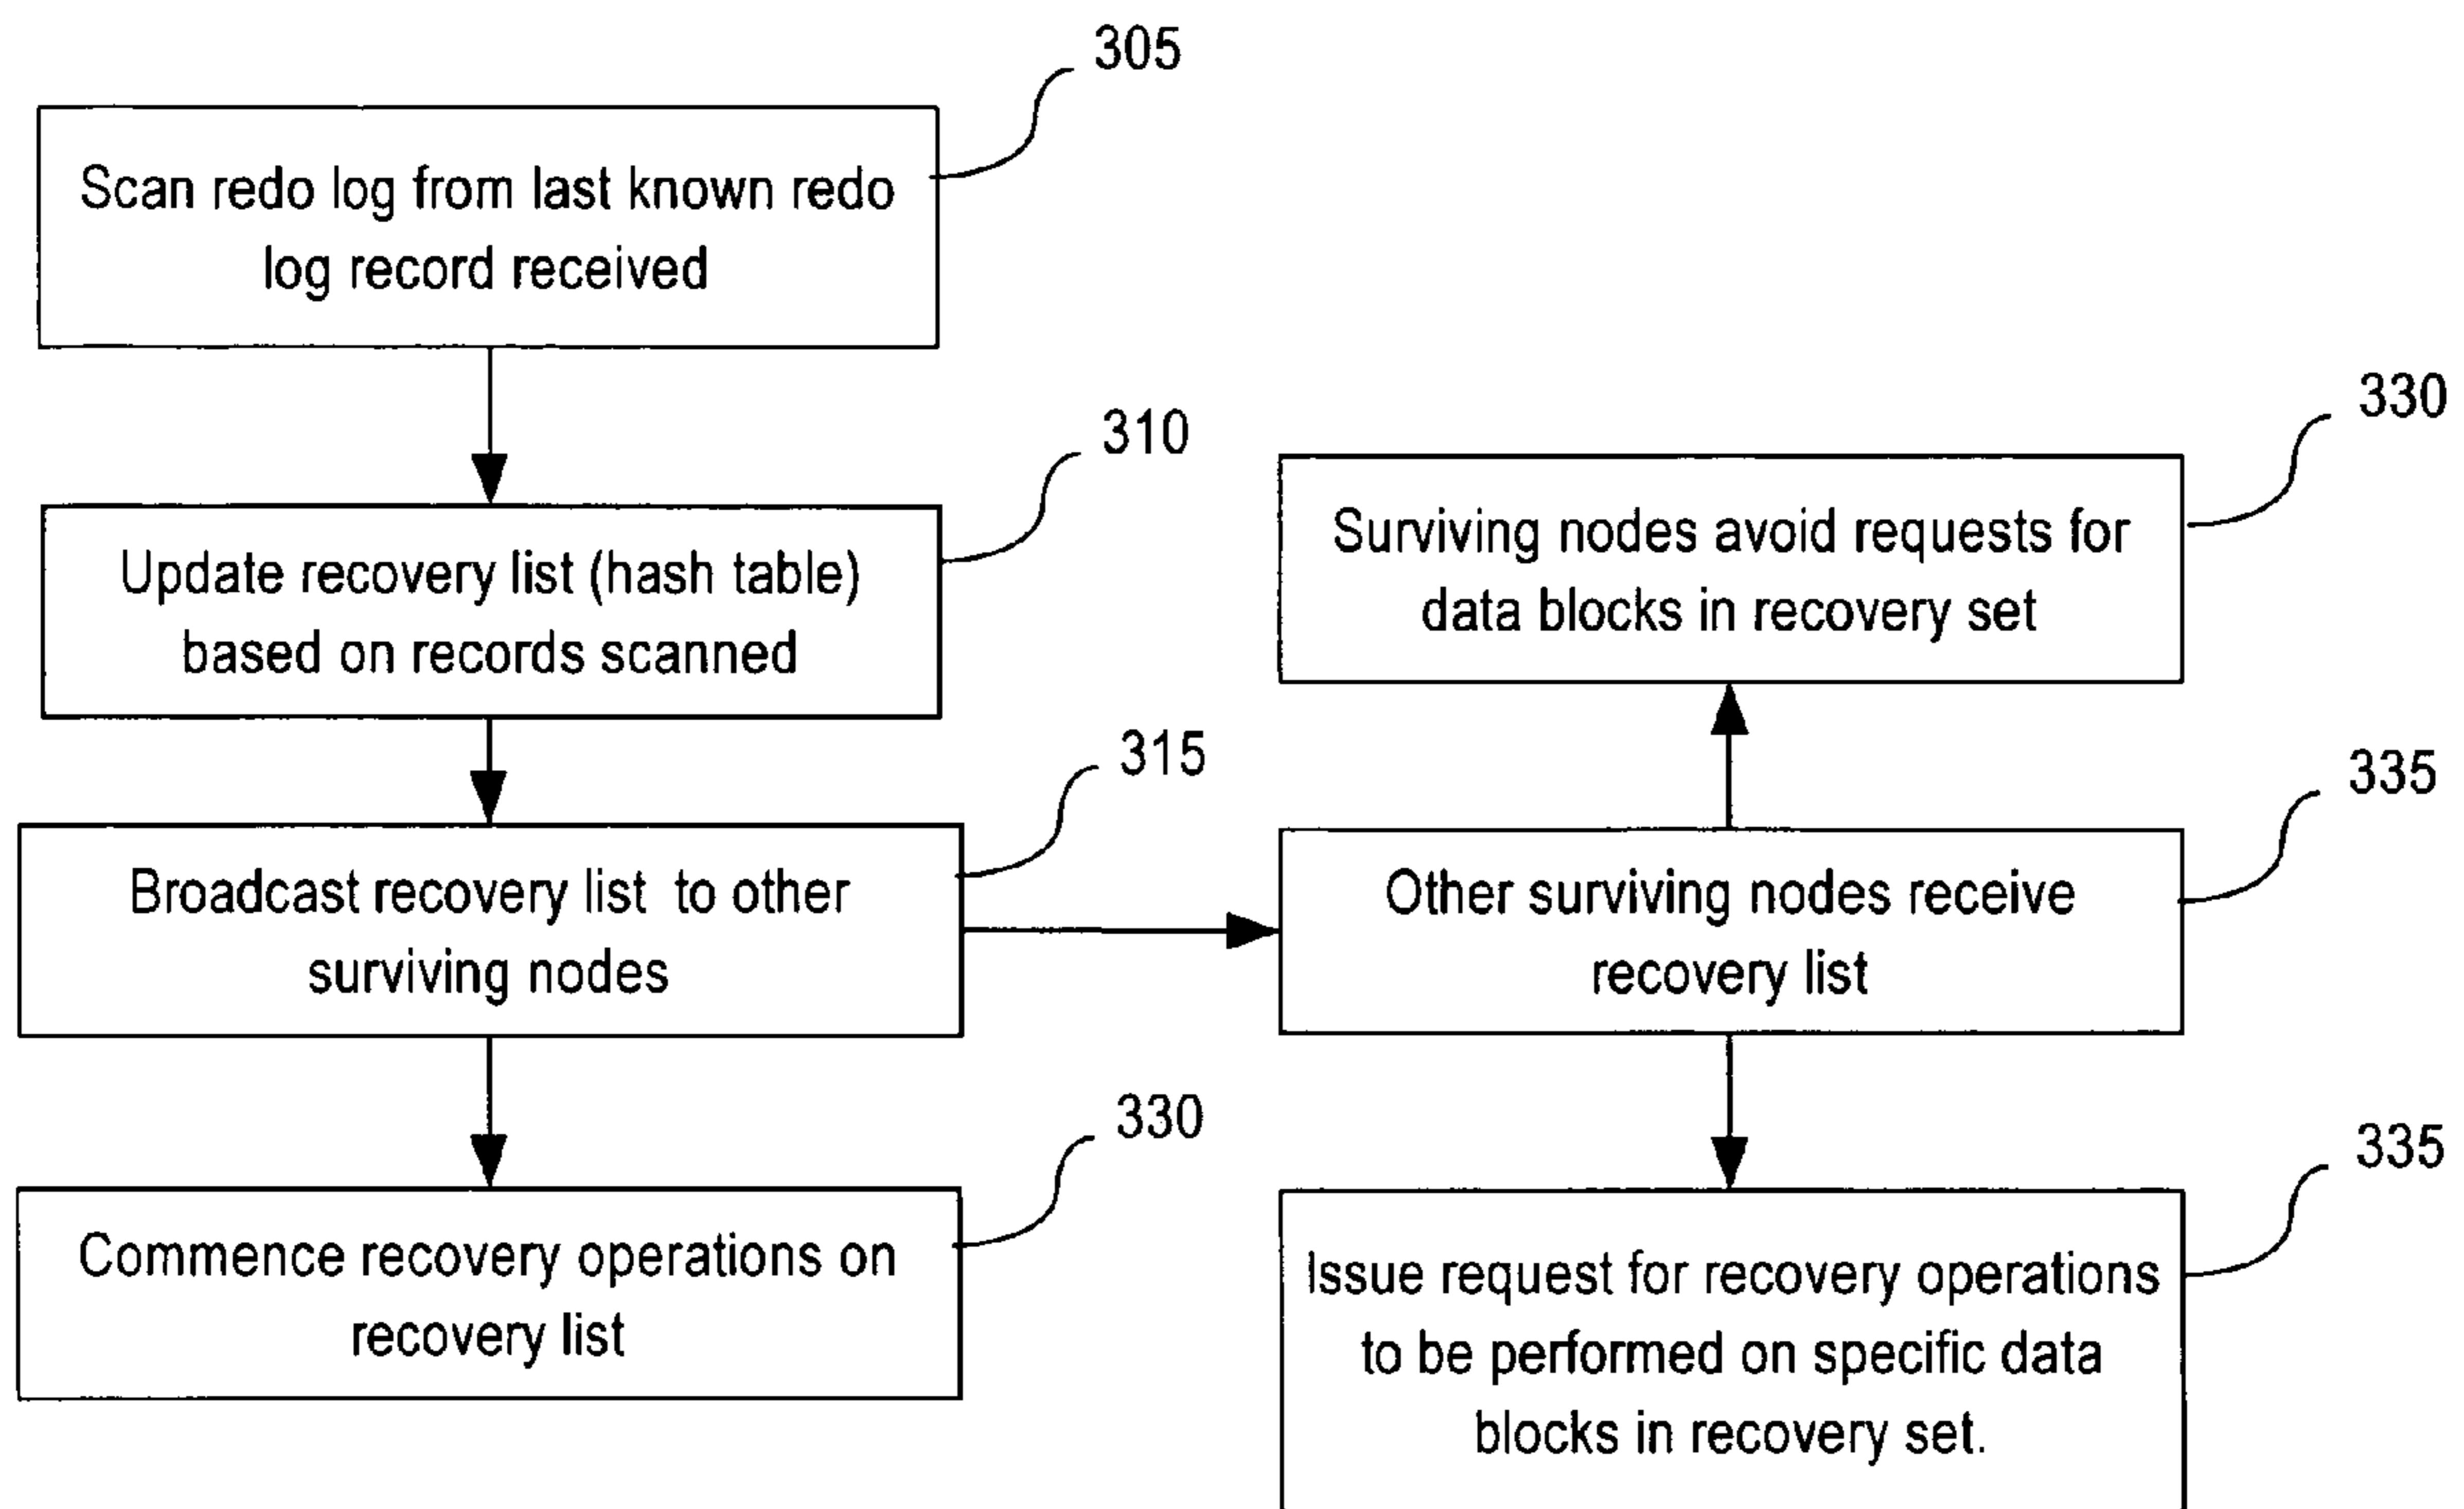 305
Scan redo log from last known redo
log record received
310
Update recovery list (hash table)
based on records scanned
315
Broadcast recovery list to other
surviving nodes
330
Commence recovery operations on
recovery list
330
Surviving nodes avoid requests for
data blocks in recovery set
335
Other surviving nodes receive
recovery list
335
Issue request for recovery operations
to be performed on specific data
blocks in recovery set.